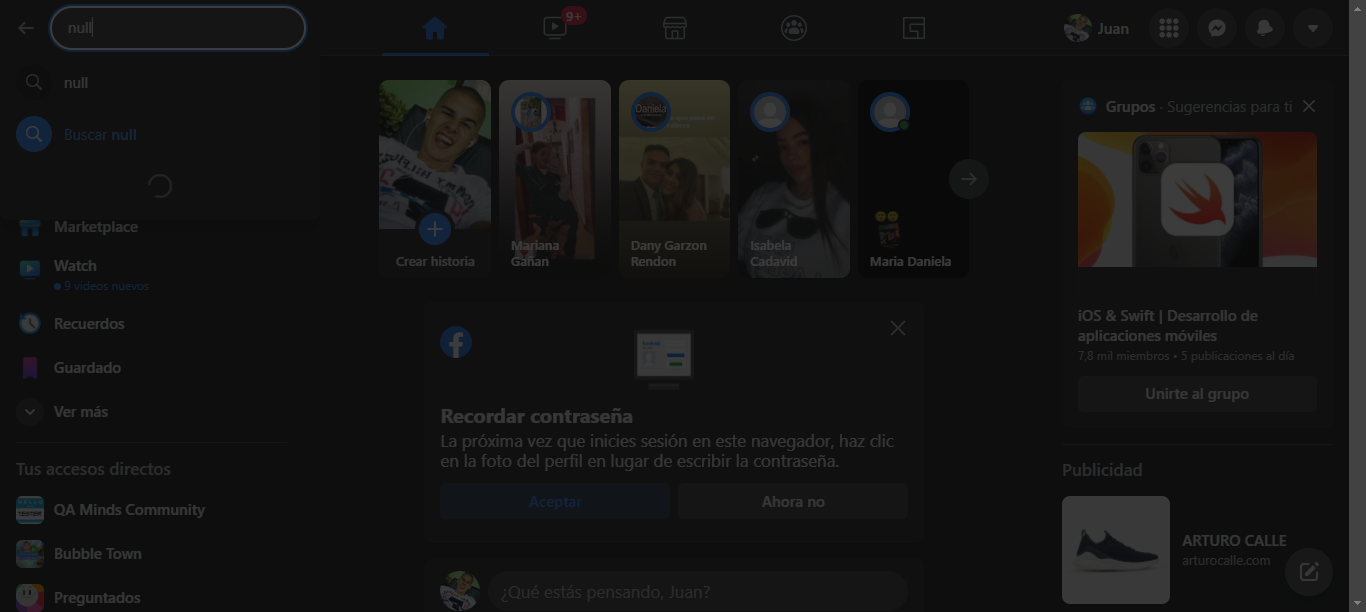 null
9+
Juan
null
Buscar null
Marketplace
Watch
9 videos nuevos
Recuerdos
Guardado
Ver más
Tus accesos directos
QA Minds Community
Bubble Town
Preguntados
Crear historia
Mariana
Gañan
Daniela
Dany Garzon
Rendon
Isabela
Cadavid
Maria Daniela
Recordar contraseña
La próxima vez que inicies sesión en este navegador, haz clic
en la foto del perfil en lugar de escribir la contraseña.
Aceptar
Ahora no
¿Qué estás pensando, Juan?
Grupos · Sugerencias para ti
iOS & Swift | Desarrollo de
aplicaciones móviles
7,8 mil miembros • 5 publicaciones al día
Unirte al grupo
Publicidad
ARTURO CALLE
arturocalle.com